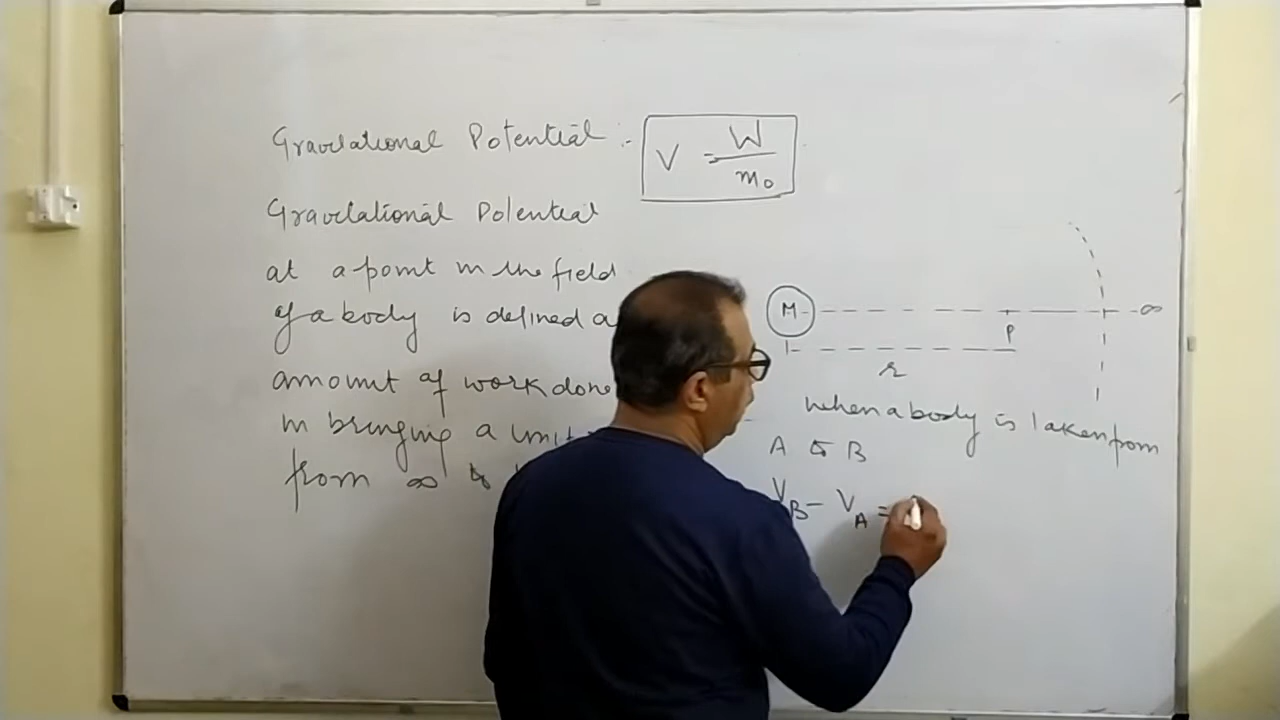 Gravitational Potential :- V = W/m₀
Gravitational Potential
at a point in the field
of a body is defined a
amount of work done
in bringing a unit
from ∞ to
M ∞
P
r
when a body is taken from
A to B
V_B - V_A =